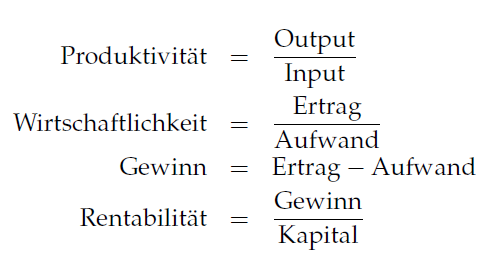 Produktivität = Output / Input
Wirtschaftlichkeit = Ertrag / Aufwand
Gewinn = Ertrag − Aufwand
Rentabilität = Gewinn / Kapital